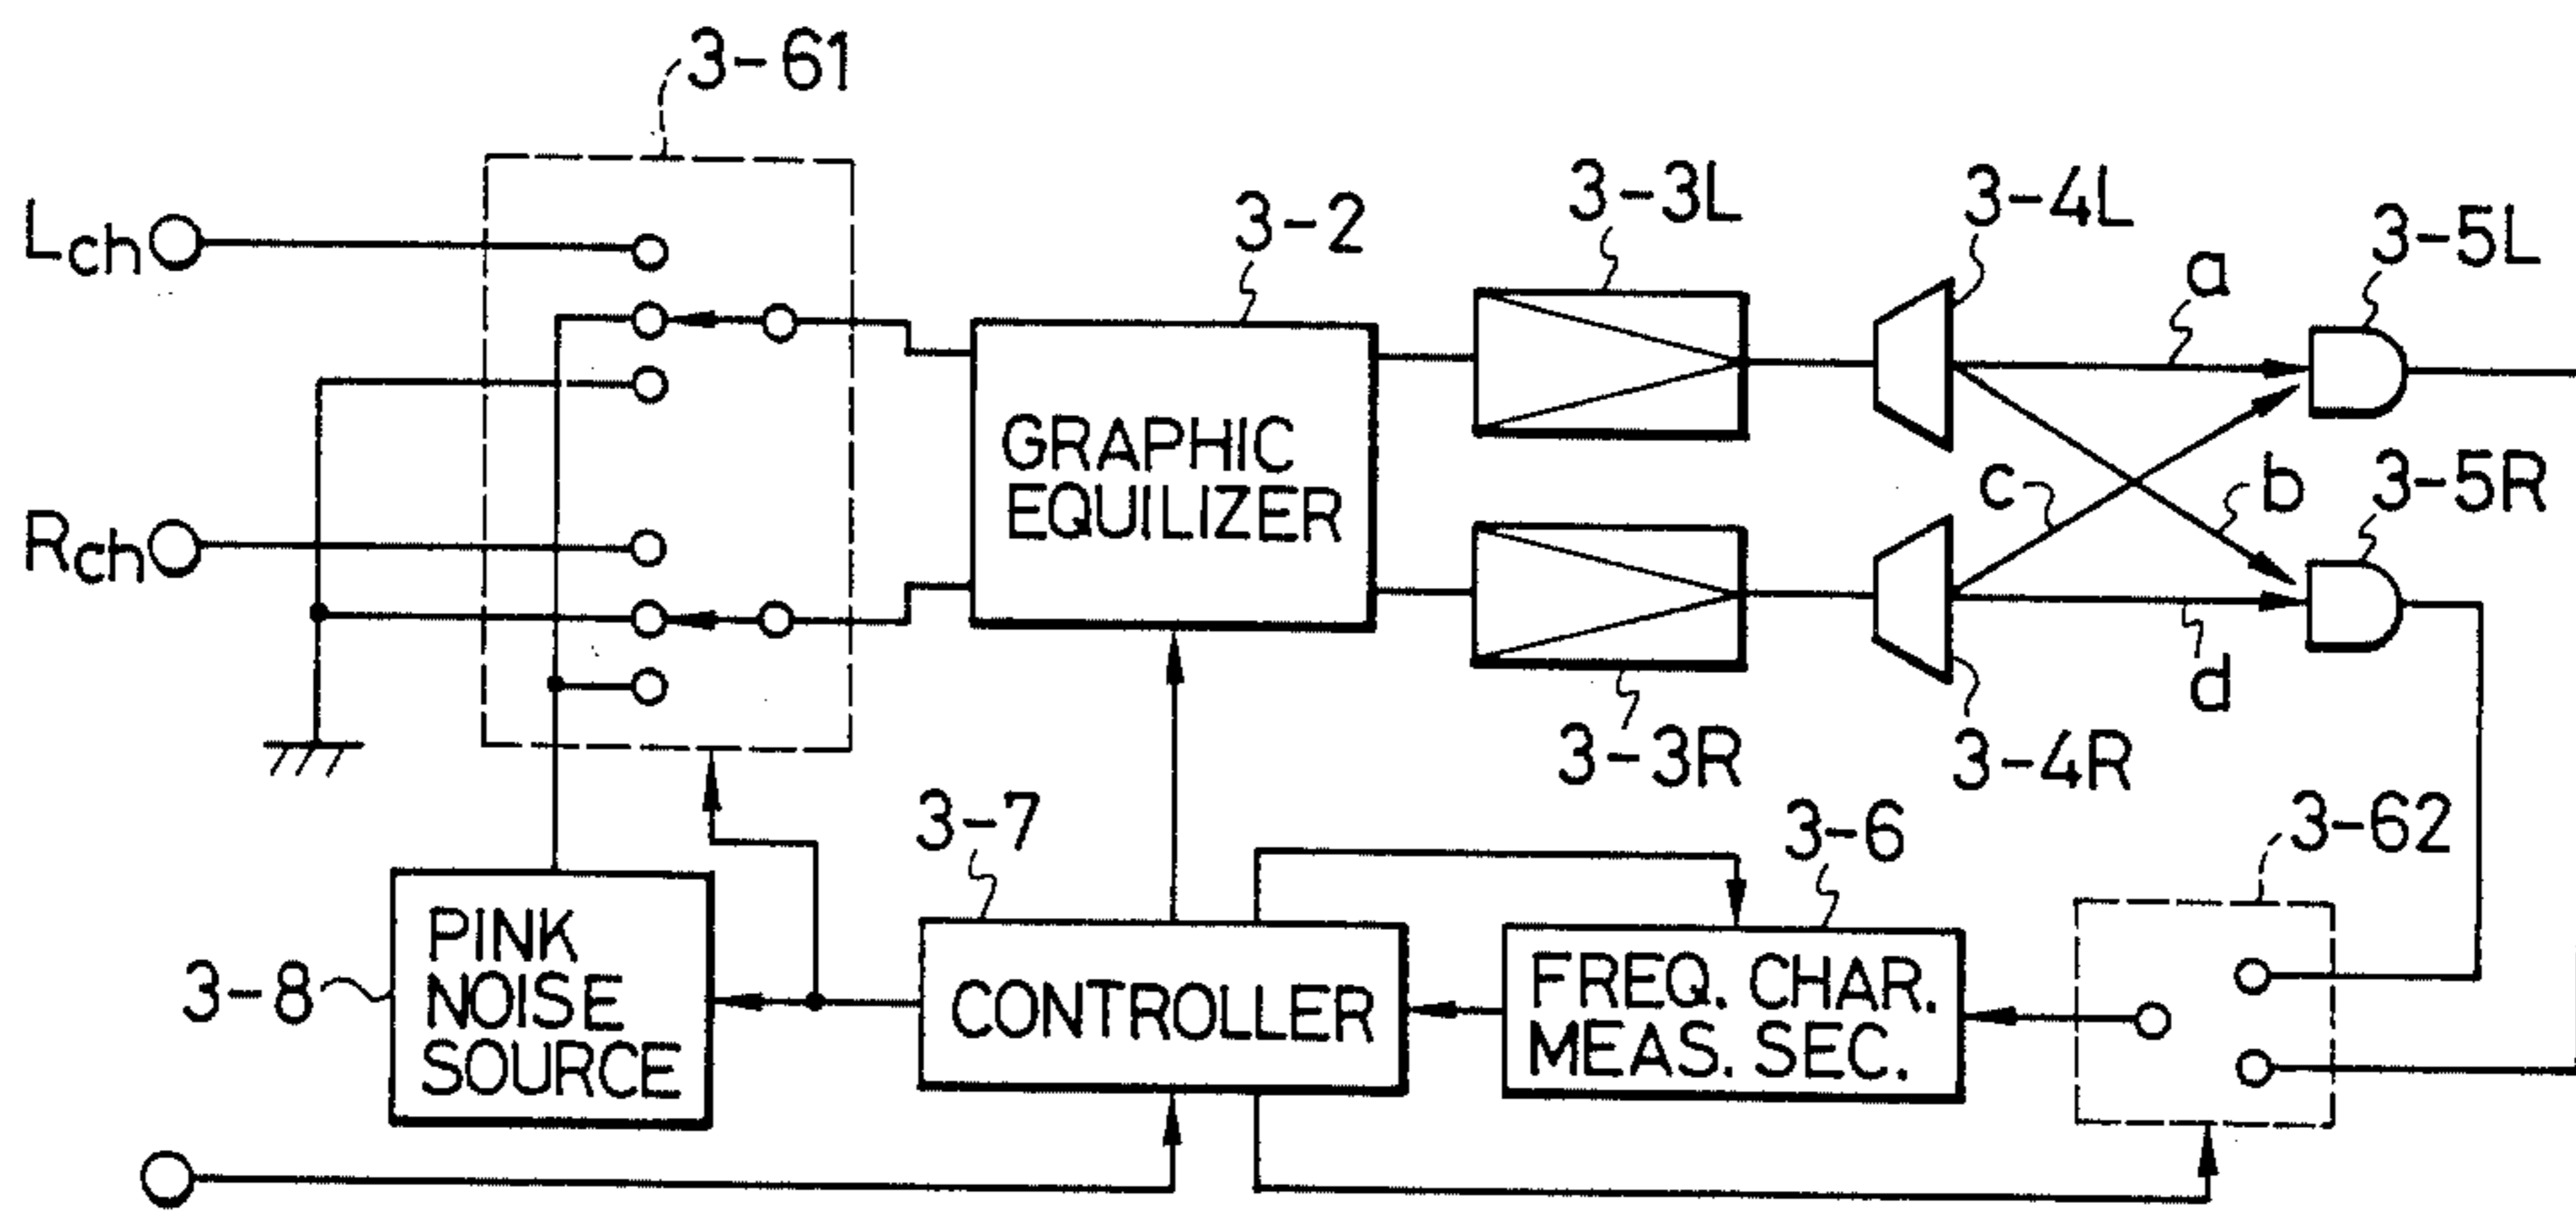 3-61
Lch
3-2
3-3L
3-4L
a
3-5L
GRAPHIC
EQUILIZER
c
b
3-5R
Rch
d
3-3R
3-4R
3-7
3-6
3-62
PINK
NOISE
SOURCE
3-8
CONTROLLER
FREQ. CHAR.
MEAS. SEC.